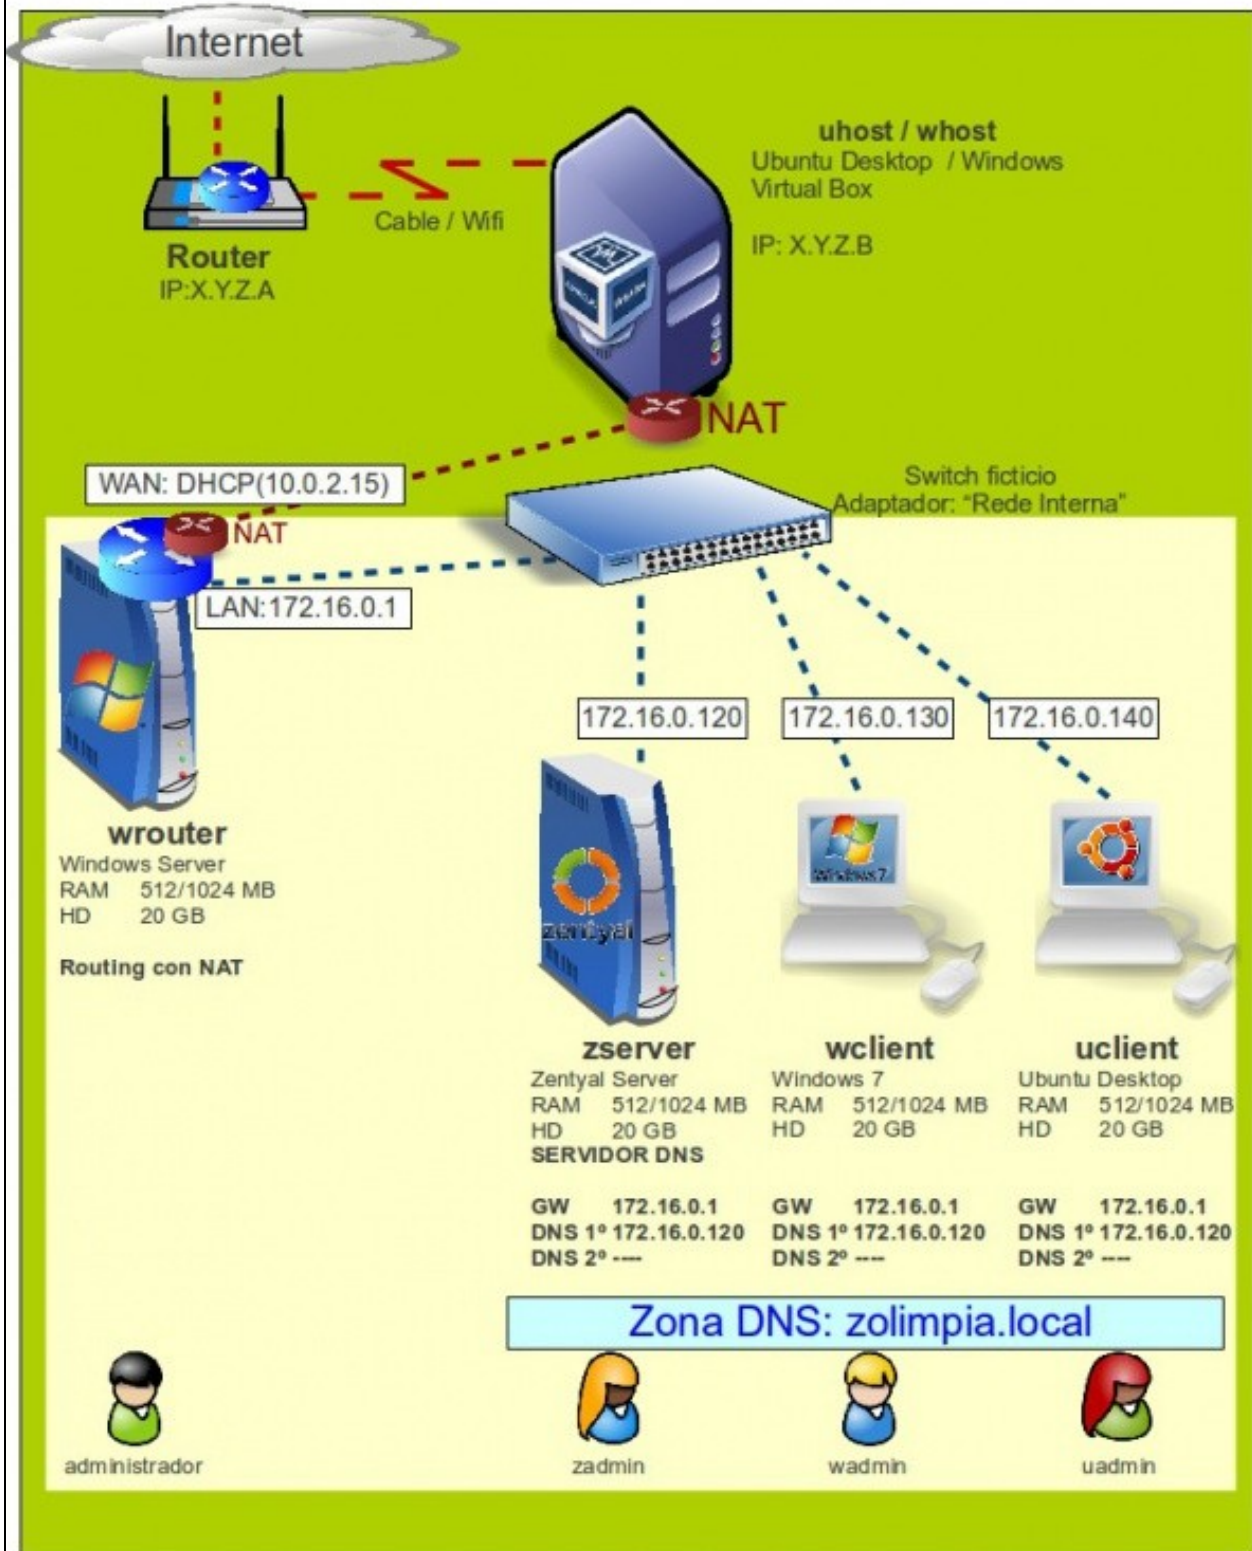 Internet
uhost / whost
Ubuntu Desktop / Windows
Virtual Box
IP: X.Y.Z.B
Cable / Wifi
Router
IP:X.Y.Z.A
NAT
WAN: DHCP(10.0.2.15)
Switch ficticio
Adaptador: “Rede Interna”
NAT
LAN:172.16.0.1
172.16.0.120
172.16.0.130
172.16.0.140
wrouter
Windows Server
RAM 512/1024 MB
HD 20 GB
Routing con NAT
Windows 7
zentyal
zserver
Zentyal Server
RAM 512/1024 MB
HD 20 GB
SERVIDOR DNS
GW 172.16.0.1
DNS 1º 172.16.0.120
DNS 2º ----
wclient
Windows 7
RAM 512/1024 MB
HD 20 GB
GW 172.16.0.1
DNS 1º 172.16.0.120
DNS 2º ----
uclient
Ubuntu Desktop
RAM 512/1024 MB
HD 20 GB
GW 172.16.0.1
DNS 1º 172.16.0.120
DNS 2º ----
Zona DNS: zolimpia.local
administrador
zadmin
wadmin
uadmin